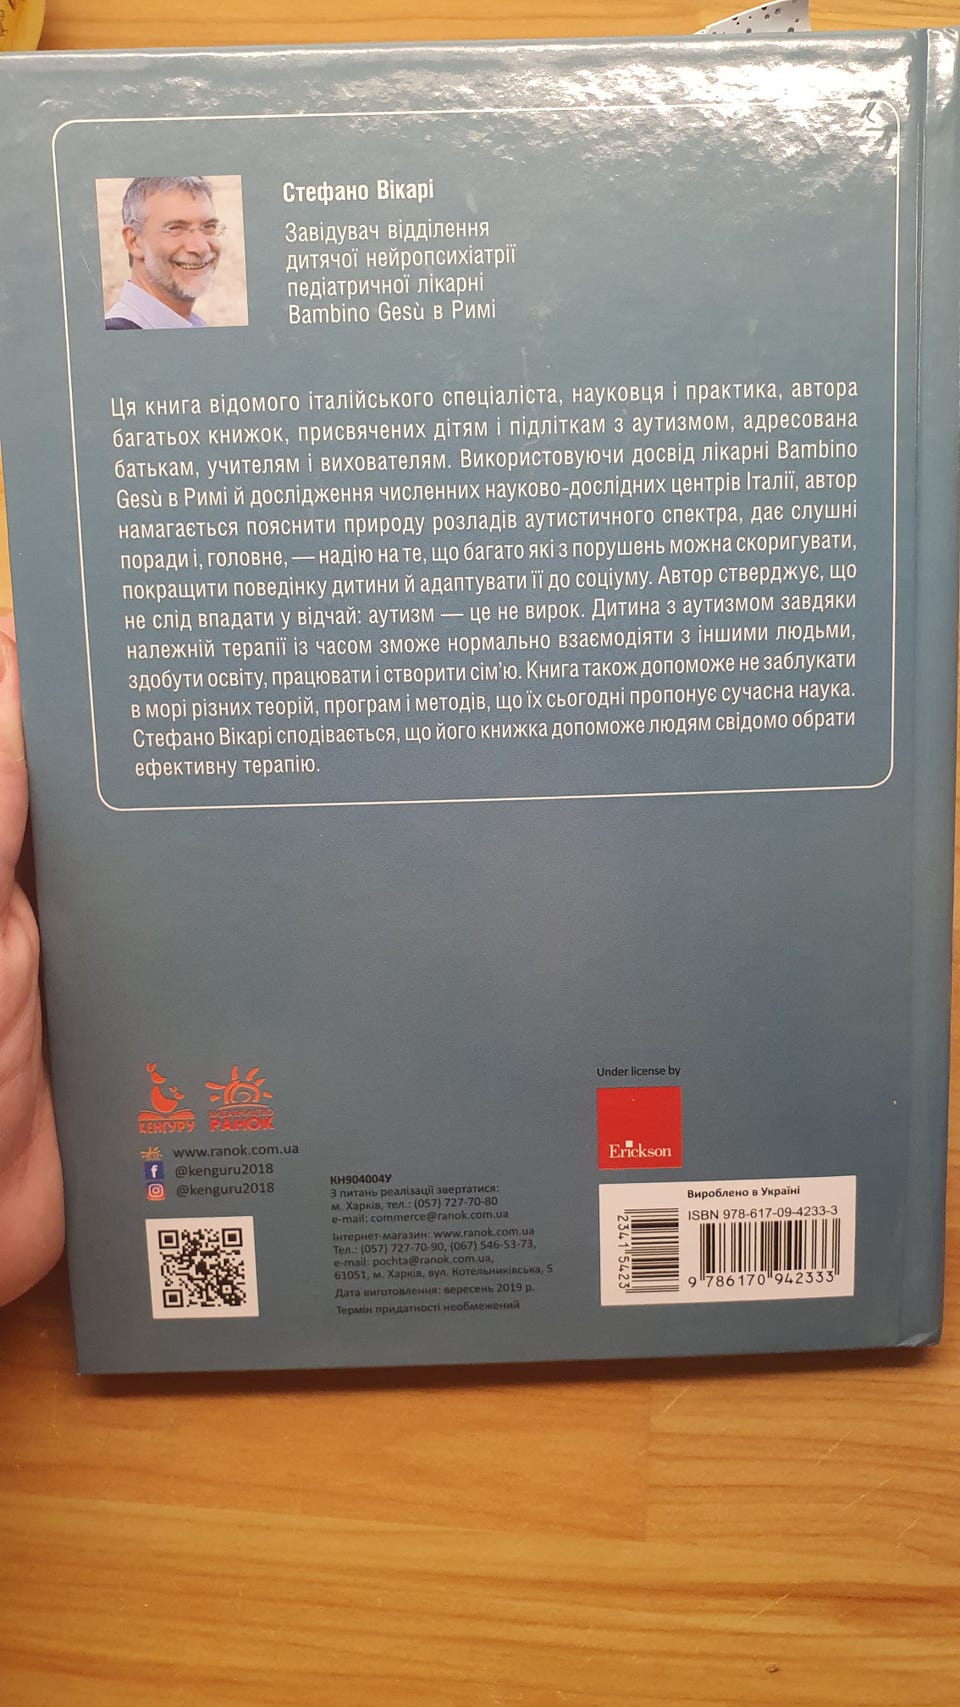 Стефано Вікарі
Завідувач відділення
дитячої нейропсихіатрії
педіатричної лікарні
Bambino Gesù в Римі
Ця книга відомого італійського спеціаліста, науковця і практика, автора
багатьох книжок, присвячених дітям і підліткам з аутизмом, адресована
батькам, учителям і вихователям. Використовуючи досвід лікарні Bambino
Gesù в Римі й дослідження численних науково-дослідних центрів Італії, автор
намагається пояснити природу розладів аутистичного спектра, дає слушні
поради і, головне, — надію на те, що багато які з порушень можна скоригувати,
покращити поведінку дитини й адаптувати її до соціуму. Автор стверджує, що
не слід впадати у відчай: аутизм — це не вирок. Дитина з аутизмом завдяки
належній терапії із часом зможе нормально взаємодіяти з іншими людьми,
здобути освіту, працювати і створити сім’ю. Книга також допоможе не заблукати
в морі різних теорій, програм і методів, що їх сьогодні пропонує сучасна наука.
Стефано Вікарі сподівається, що його книжка допоможе людям свідомо обрати
ефективну терапію.
КЕНГУРУ
ВИДАВНИЦТВО
РАНОК
www.ranok.com.ua
@kenguru2018
@kenguru2018
КН904004У
З питань реалізації звертатися:
м. Харків, тел.: (057) 727-70-80
e-mail: commerce@ranok.com.ua
Інтернет-магазин: www.ranok.com.ua
Тел.: (057) 727-70-90, (067) 546-53-73,
e-mail: pochta@ranok.com.ua,
61051, м. Харків, вул. Котельниківська, 5
Дата виготовлення: вересень 2019 р.
Термін придатності необмежений
Under license by
Erickson
Вироблено в Україні
ISBN 978-617-09-4233-3
23415423
9 786170 942333